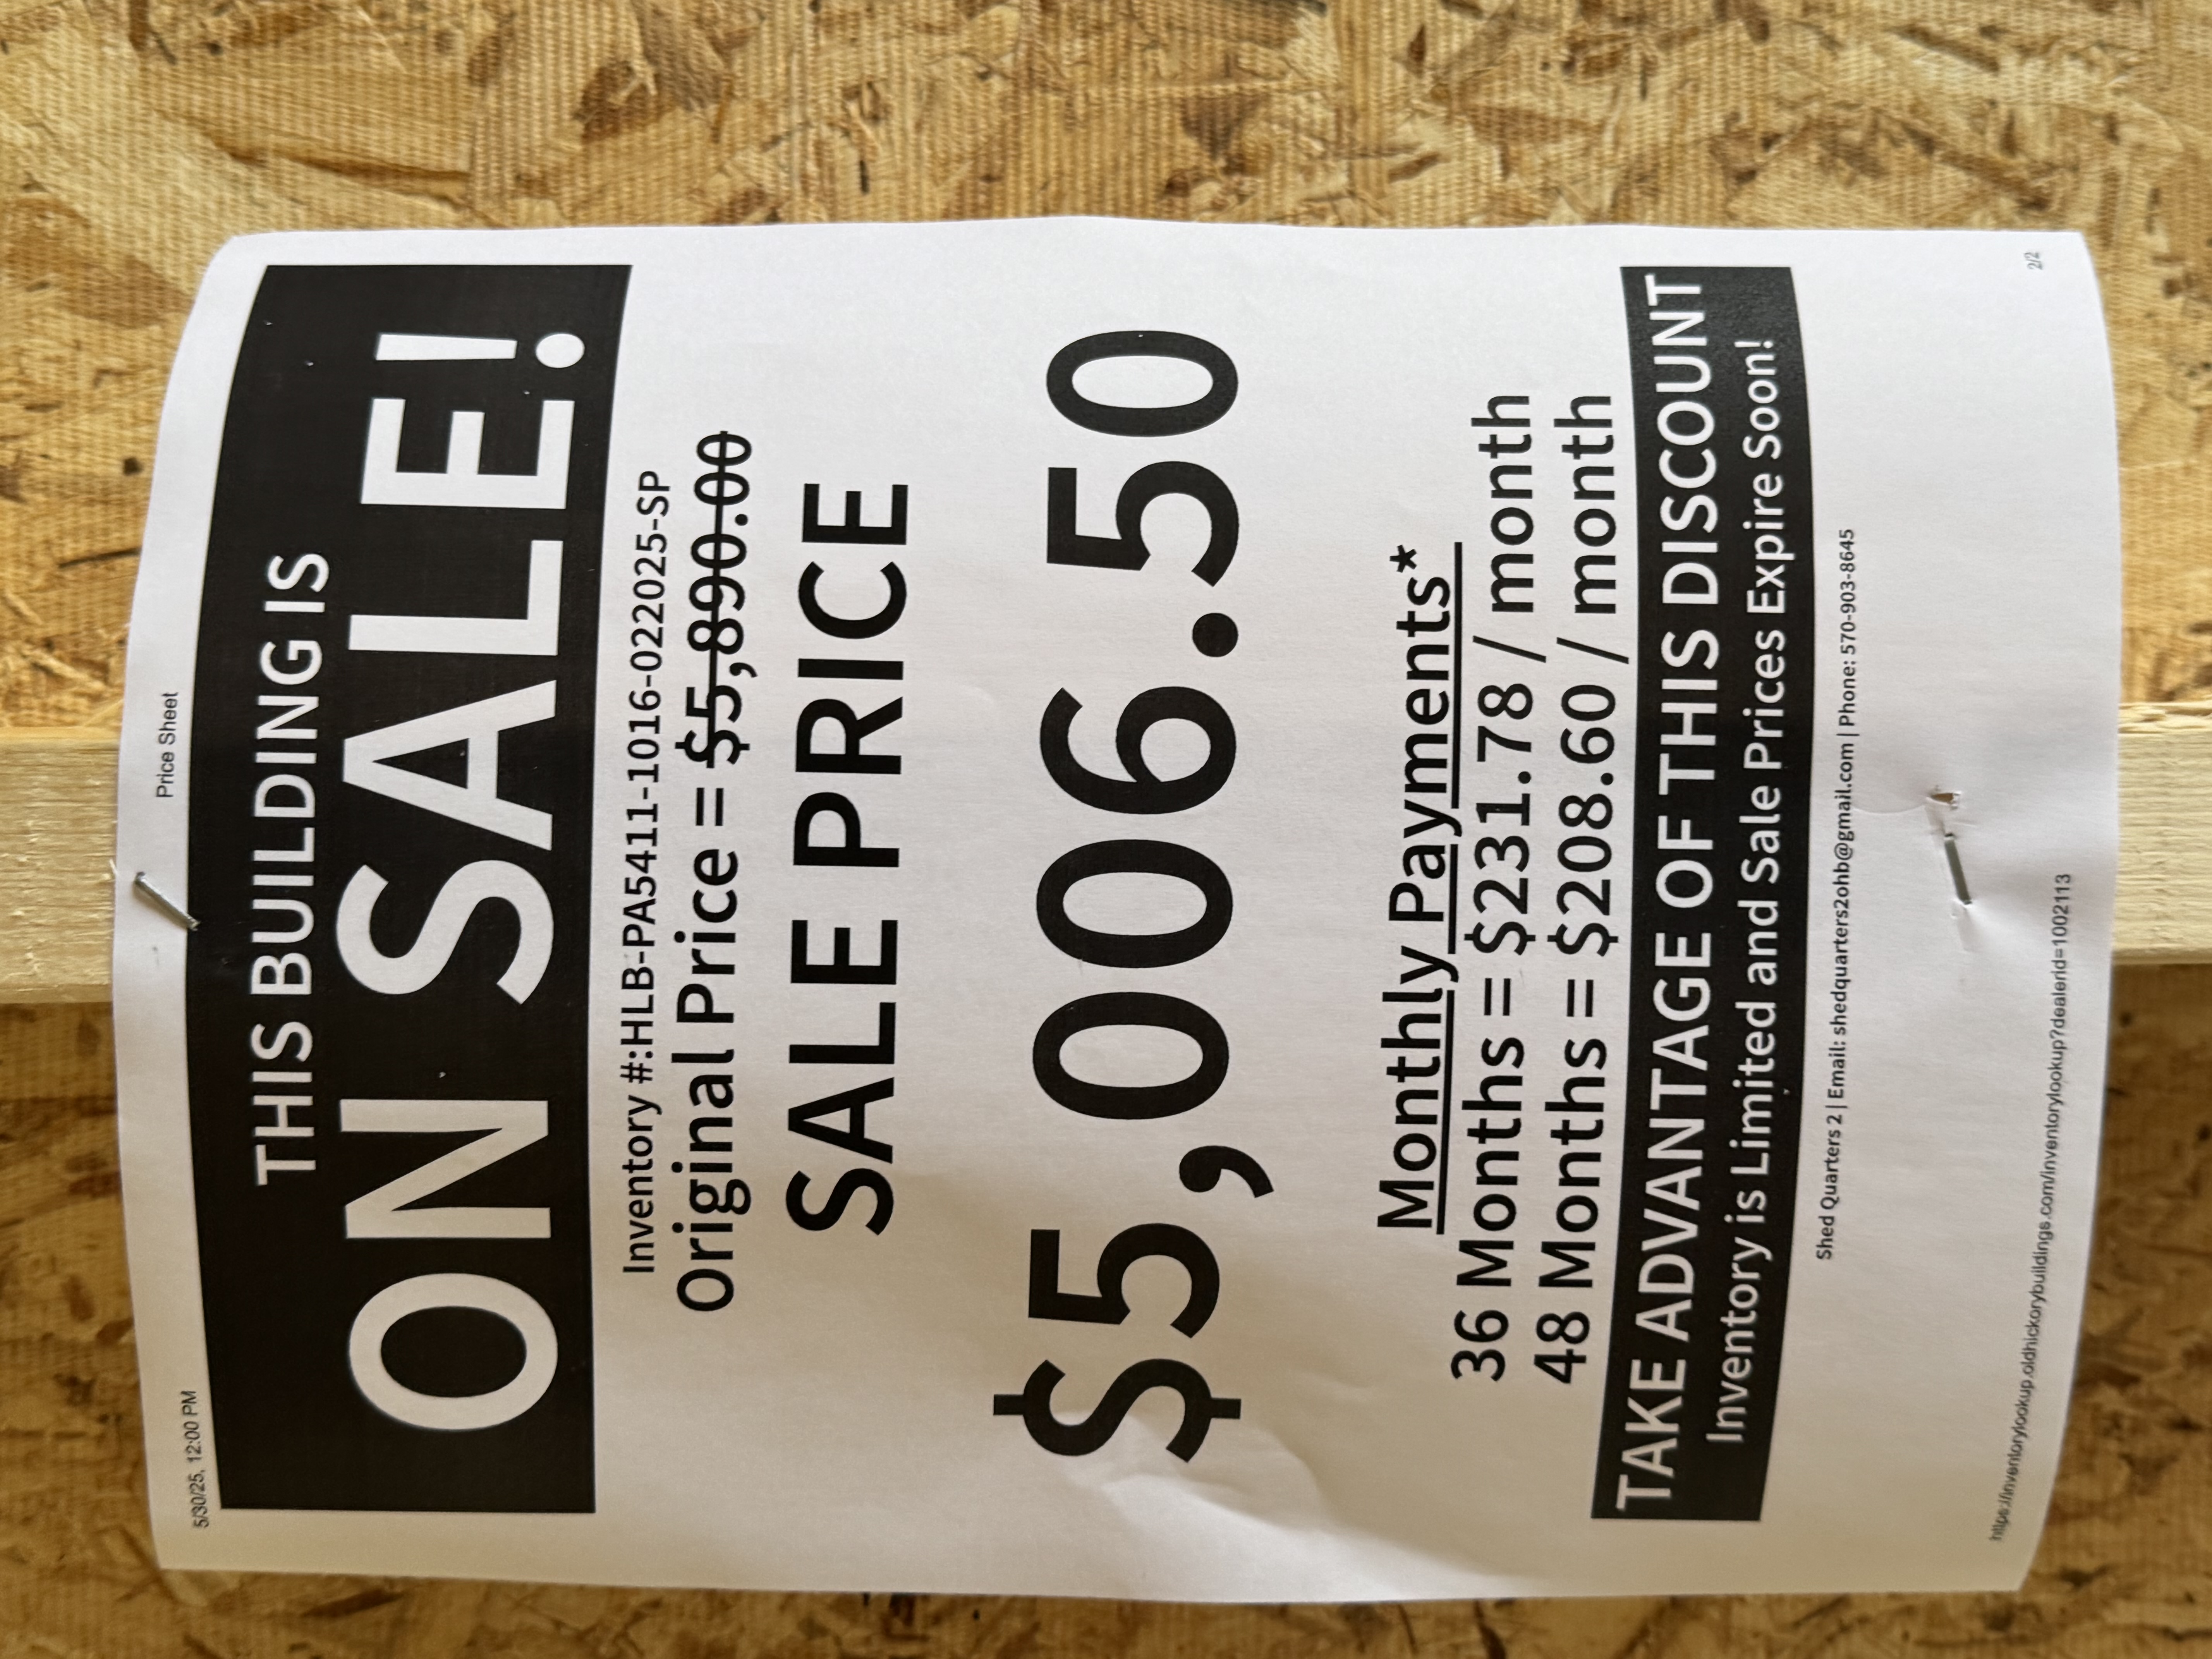 5/30/25, 12:00 PM Price Sheet
THIS BUILDING IS
ON SALE!
Inventory #:HLB-PA5411-1016-022025-SP
Original Price = $5,890.00
SALE PRICE
$5,006.50
Monthly Payments*
36 Months = $231.78 / month
48 Months = $208.60 / month
TAKE ADVANTAGE OF THIS DISCOUNT
Inventory is Limited and Sale Prices Expire Soon!
Shed Quarters 2 | Email: shedquarters2ohb@gmail.com | Phone: 570-903-8645
https://inventorylookup.oldhickorybuildings.com/inventorylookup?dealerid=1002113 2/2